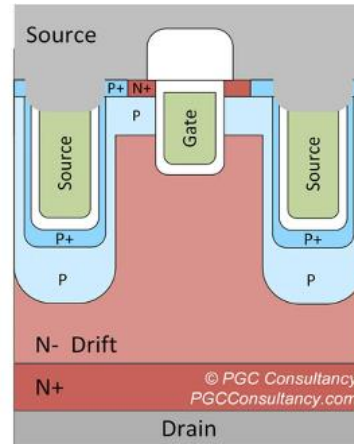 Source
P+ N+
P
Gate
Source
Source
P+
P+
P
P
N- Drift
N+
© PGC Consultancy
PGCConsultancy.com
Drain